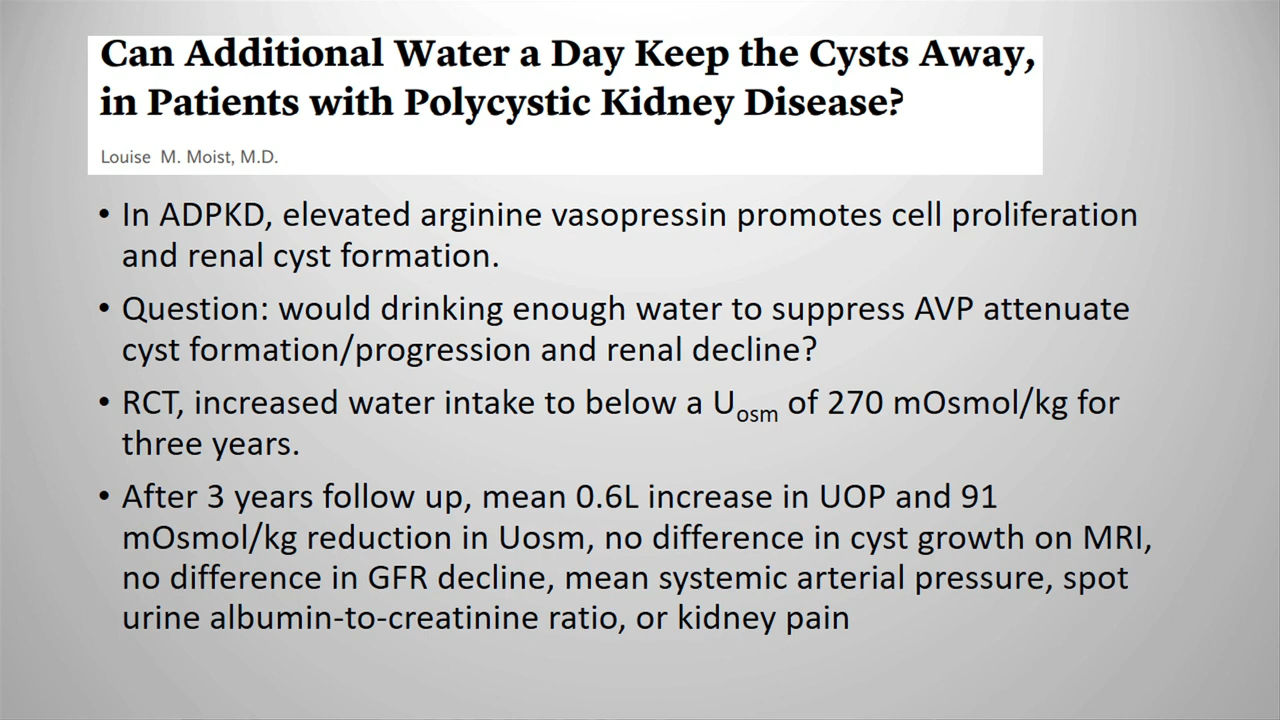 Can Additional Water a Day Keep the Cysts Away,
in Patients with Polycystic Kidney Disease?
Louise M. Moist, M.D.
• In ADPKD, elevated arginine vasopressin promotes cell proliferation
and renal cyst formation.
• Question: would drinking enough water to suppress AVP attenuate
cyst formation/progression and renal decline?
• RCT, increased water intake to below a Uosm of 270 mOsmol/kg for
three years.
• After 3 years follow up, mean 0.6L increase in UOP and 91
mOsmol/kg reduction in Uosm, no difference in cyst growth on MRI,
no difference in GFR decline, mean systemic arterial pressure, spot
urine albumin-to-creatinine ratio, or kidney pain